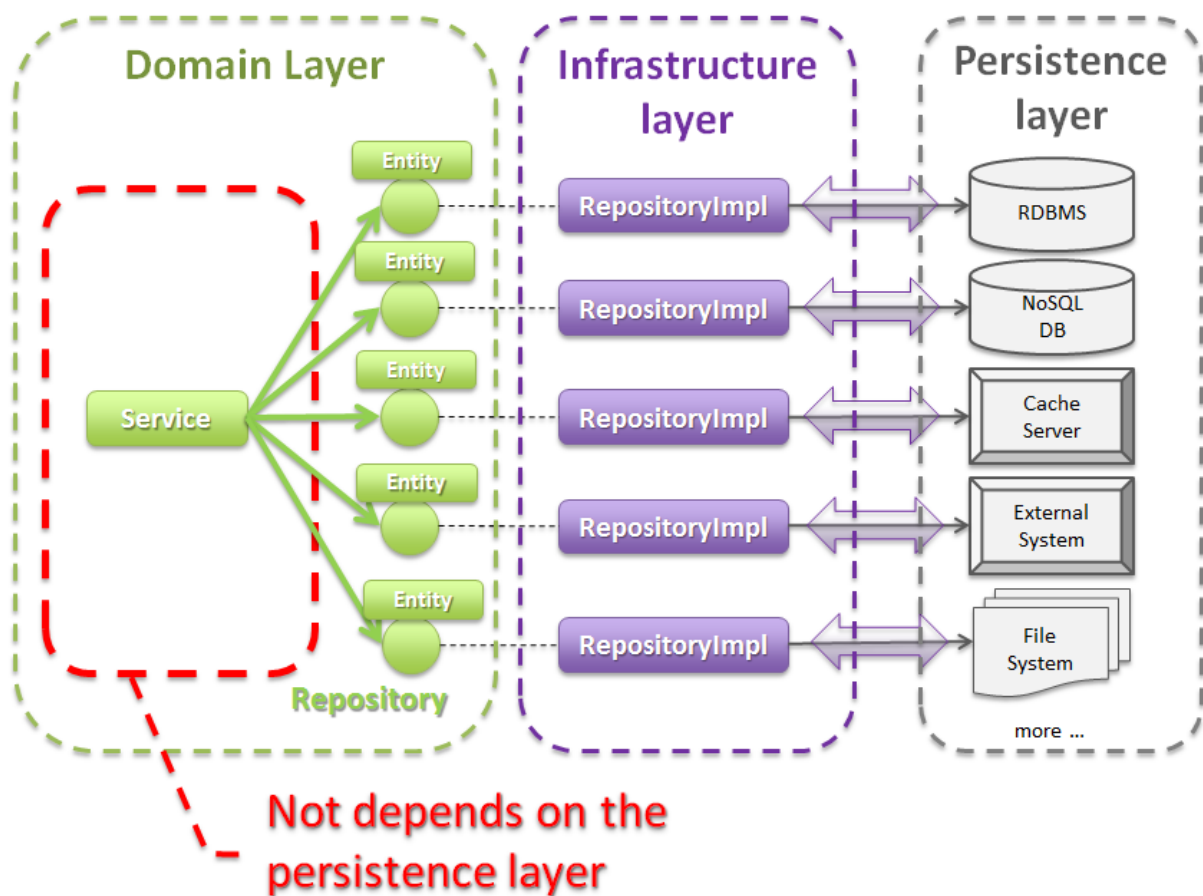 Domain Layer
Infrastructure
layer
Persistence
layer
Entity
RepositoryImpl
RDBMS
Entity
RepositoryImpl
NoSQL
DB
Entity
Service
RepositoryImpl
Cache
Server
Entity
RepositoryImpl
External
System
Entity
RepositoryImpl
File
System
Repository
more ...
Not depends on the
persistence layer